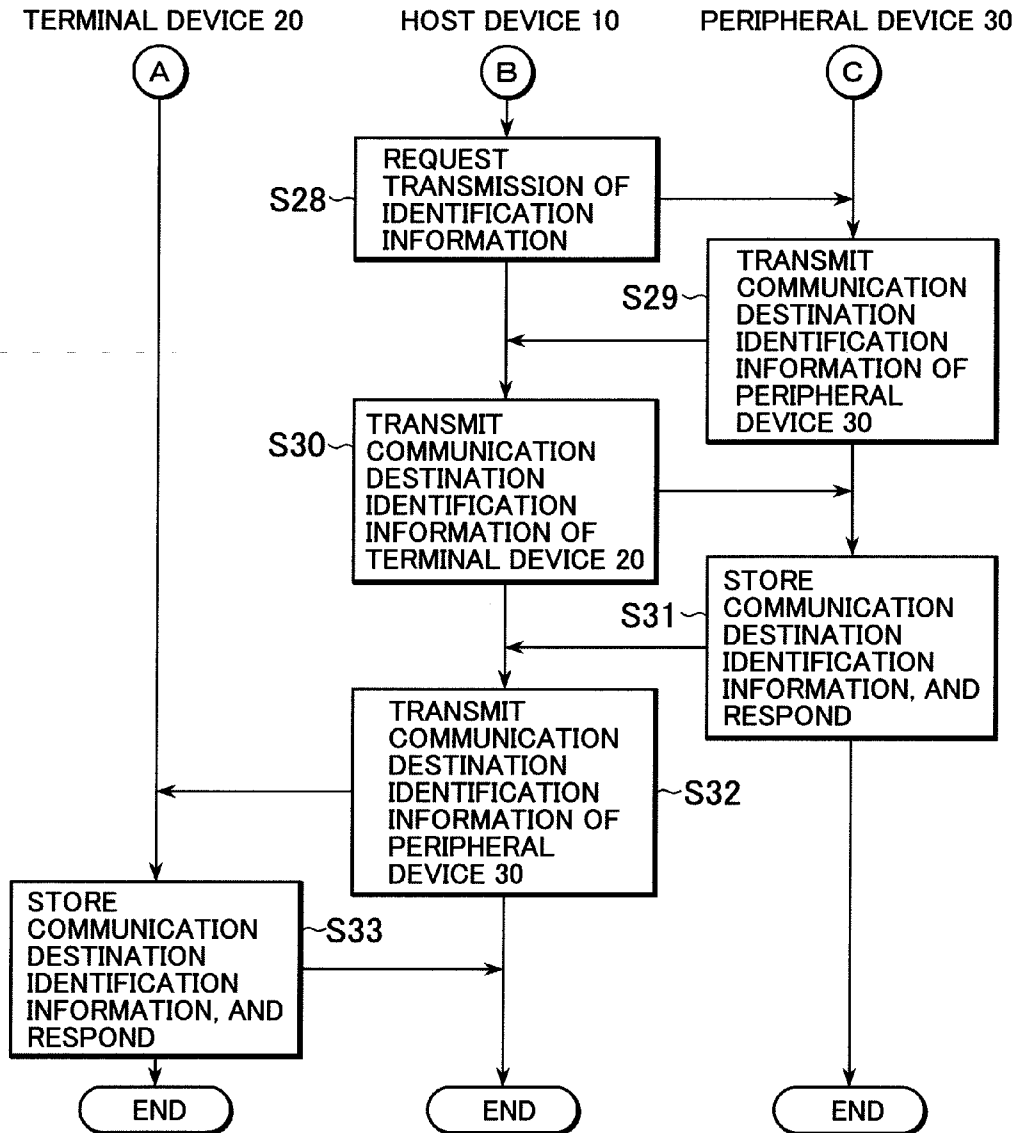 TERMINAL DEVICE 20
HOST DEVICE 10
PERIPHERAL DEVICE 30
A
B
C
S28
REQUEST
TRANSMISSION OF
IDENTIFICATION
INFORMATION
S29
TRANSMIT
COMMUNICATION
DESTINATION
IDENTIFICATION
INFORMATION OF
PERIPHERAL
DEVICE 30
S30
TRANSMIT
COMMUNICATION
DESTINATION
IDENTIFICATION
INFORMATION OF
TERMINAL DEVICE 20
S31
STORE
COMMUNICATION
DESTINATION
IDENTIFICATION
INFORMATION, AND
RESPOND
TRANSMIT
COMMUNICATION
DESTINATION
IDENTIFICATION
INFORMATION OF
PERIPHERAL
DEVICE 30
S32
STORE
COMMUNICATION
DESTINATION
IDENTIFICATION
INFORMATION, AND
RESPOND
S33
END
END
END